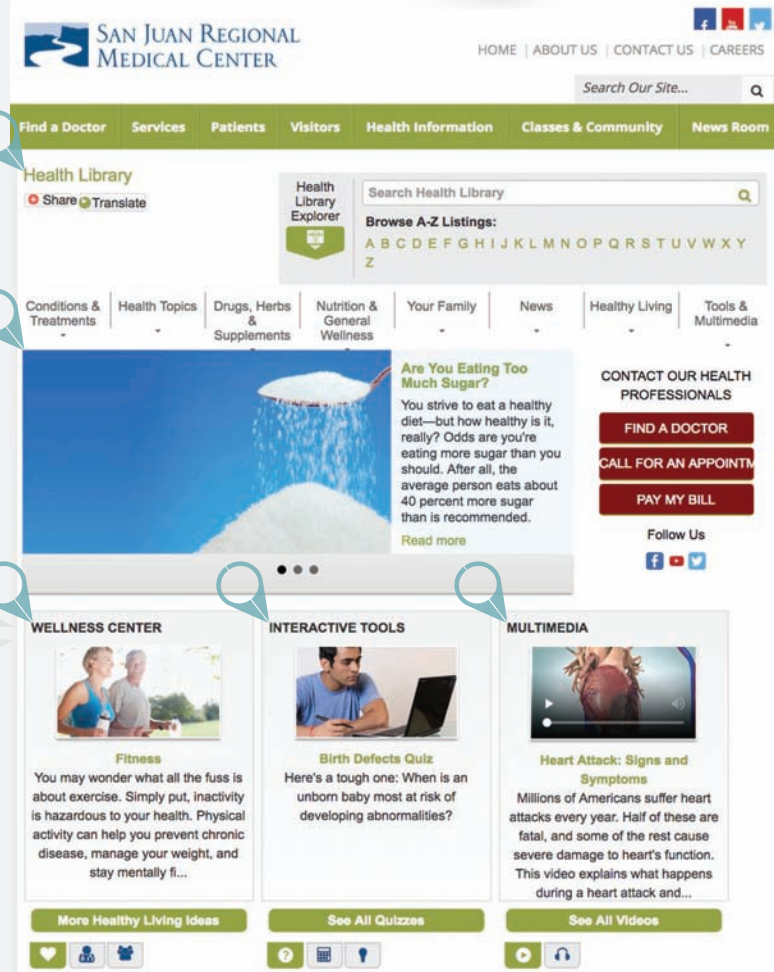 SAN JUAN REGIONAL
MEDICAL CENTER
HOME | ABOUT US | CONTACT US | CAREERS
Search Our Site...
Find a Doctor Services Patients Visitors Health Information Classes & Community News Room
Health Library
Share Translate
Health
Library
Explorer
Search Health Library
Browse A-Z Listings:
A B C D E F G H I J K L M N O P Q R S T U V W X Y
Z
Conditions &
Treatments
Health Topics
Drugs, Herbs
&
Supplements
Nutrition &
General
Wellness
Your Family
News
Healthy Living
Tools &
Multimedia
Are You Eating Too
Much Sugar?
You strive to eat a healthy
diet—but how healthy is it,
really? Odds are you're
eating more sugar than you
should. After all, the
average person eats about
40 percent more sugar
than is recommended.
Read more
CONTACT OUR HEALTH
PROFESSIONALS
FIND A DOCTOR
CALL FOR AN APPOINTM
PAY MY BILL
Follow Us
WELLNESS CENTER
Fitness
You may wonder what all the fuss is
about exercise. Simply put, inactivity
is hazardous to your health. Physical
activity can help you prevent chronic
disease, manage your weight, and
stay mentally fi...
More Healthy Living Ideas
INTERACTIVE TOOLS
Birth Defects Quiz
Here's a tough one: When is an
unborn baby most at risk of
developing abnormalities?
See All Quizzes
MULTIMEDIA
Heart Attack: Signs and
Symptoms
Millions of Americans suffer heart
attacks every year. Half of these are
fatal, and some of the rest cause
severe damage to heart's function.
This video explains what happens
during a heart attack and...
See All Videos